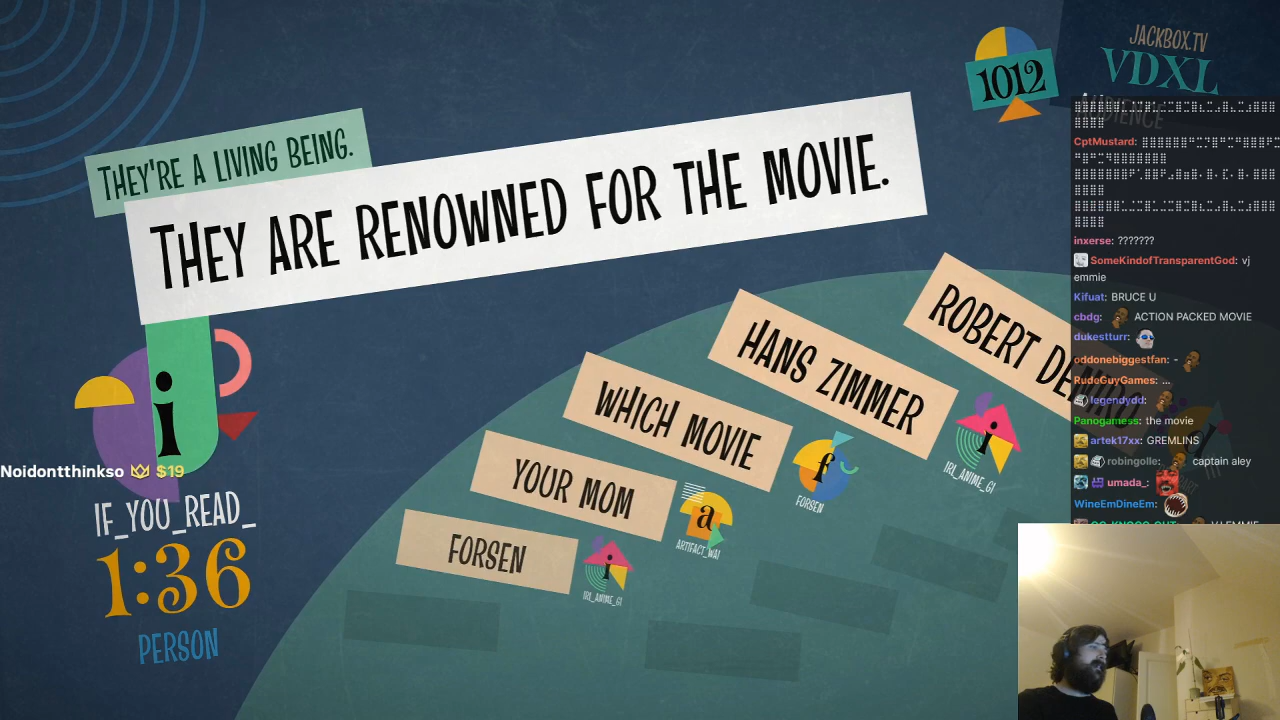 JACKBOX.TV
VDXL
AUDIENCE
1012
THEY'RE A LIVING BEING.
THEY ARE RENOWNED FOR THE MOVIE.
i
Noidontthinkso $19
IF_YOU_READ_
1:36
PERSON
ROBERT DE NIRO
HANS ZIMMER
i
IRL_ANIME_GI
WHICH MOVIE
f
FORSEN
YOUR MOM
a
ARTIFACT_WAI
FORSEN
i
IRL_ANIME_GI
CptMustard:
inxerse: ???????
SomeKindofTransparentGod: vj
emmie
Kifuat: BRUCE U
cbdg: ACTION PACKED MOVIE
dukestturr:
oddonebiggestfan: -
RudeGuyGames: ...
legendydd:
Panogamess: the movie
artek17xx: GREMLINS
robingolle: captain aley
umada_:
WineEmDineEm: